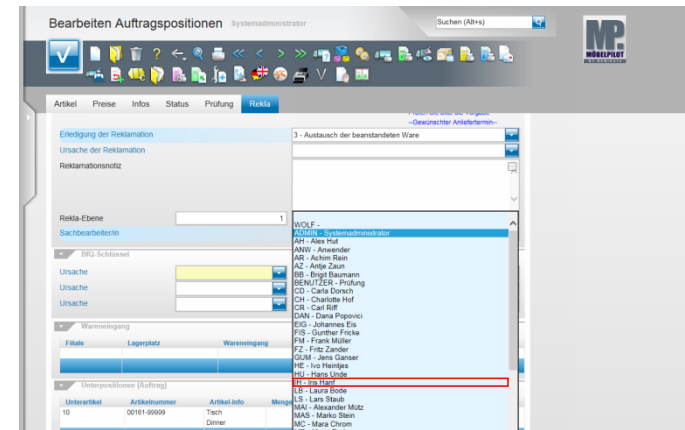 Bearbeiten Auftragspositionen Systemadministrator
Suchen (Alt+s)
MP
MÖBELPILOT
Artikel Preise Infos Status Prüfung Rekla
--Gewünschter Anliefertermin--
Erledigung der Reklamation
3 - Austausch der beanstandeten Ware
Ursache der Reklamation
Reklamationsnotiz
Rekla-Ebene 1
Sachbearbeiter/in
WOLF -
ADMIN - Systemadministrator
AH - Alex Hut
ANW - Anwender
AR - Achim Rein
AZ - Antje Zaun
BB - Brigit Baumann
BENUTZER - Prüfung
CD - Carla Dorsch
CH - Charlotte Hof
CR - Carl Riff
DAN - Dana Popovici
EIG - Johannes Eis
FIS - Gunther Fricke
FM - Frank Müller
FZ - Fritz Zander
GUM - Jens Ganser
HE - Ivo Heintjes
HU - Hans Unde
IH - Iris Hanf
LB - Laura Bode
LS - Lars Staub
MAI - Alexander Mütz
MAS - Marko Stein
MC - Mara Chrom
BIQ-Schlüssel
Ursache
Ursache
Ursache
Wareneingang
Filiale Lagerplatz Wareneingang
Unterpositionen (Auftrag)
Unterartikel Artikelnummer Artikel-Info Menge
10 00161-99999 Tisch
Dinner